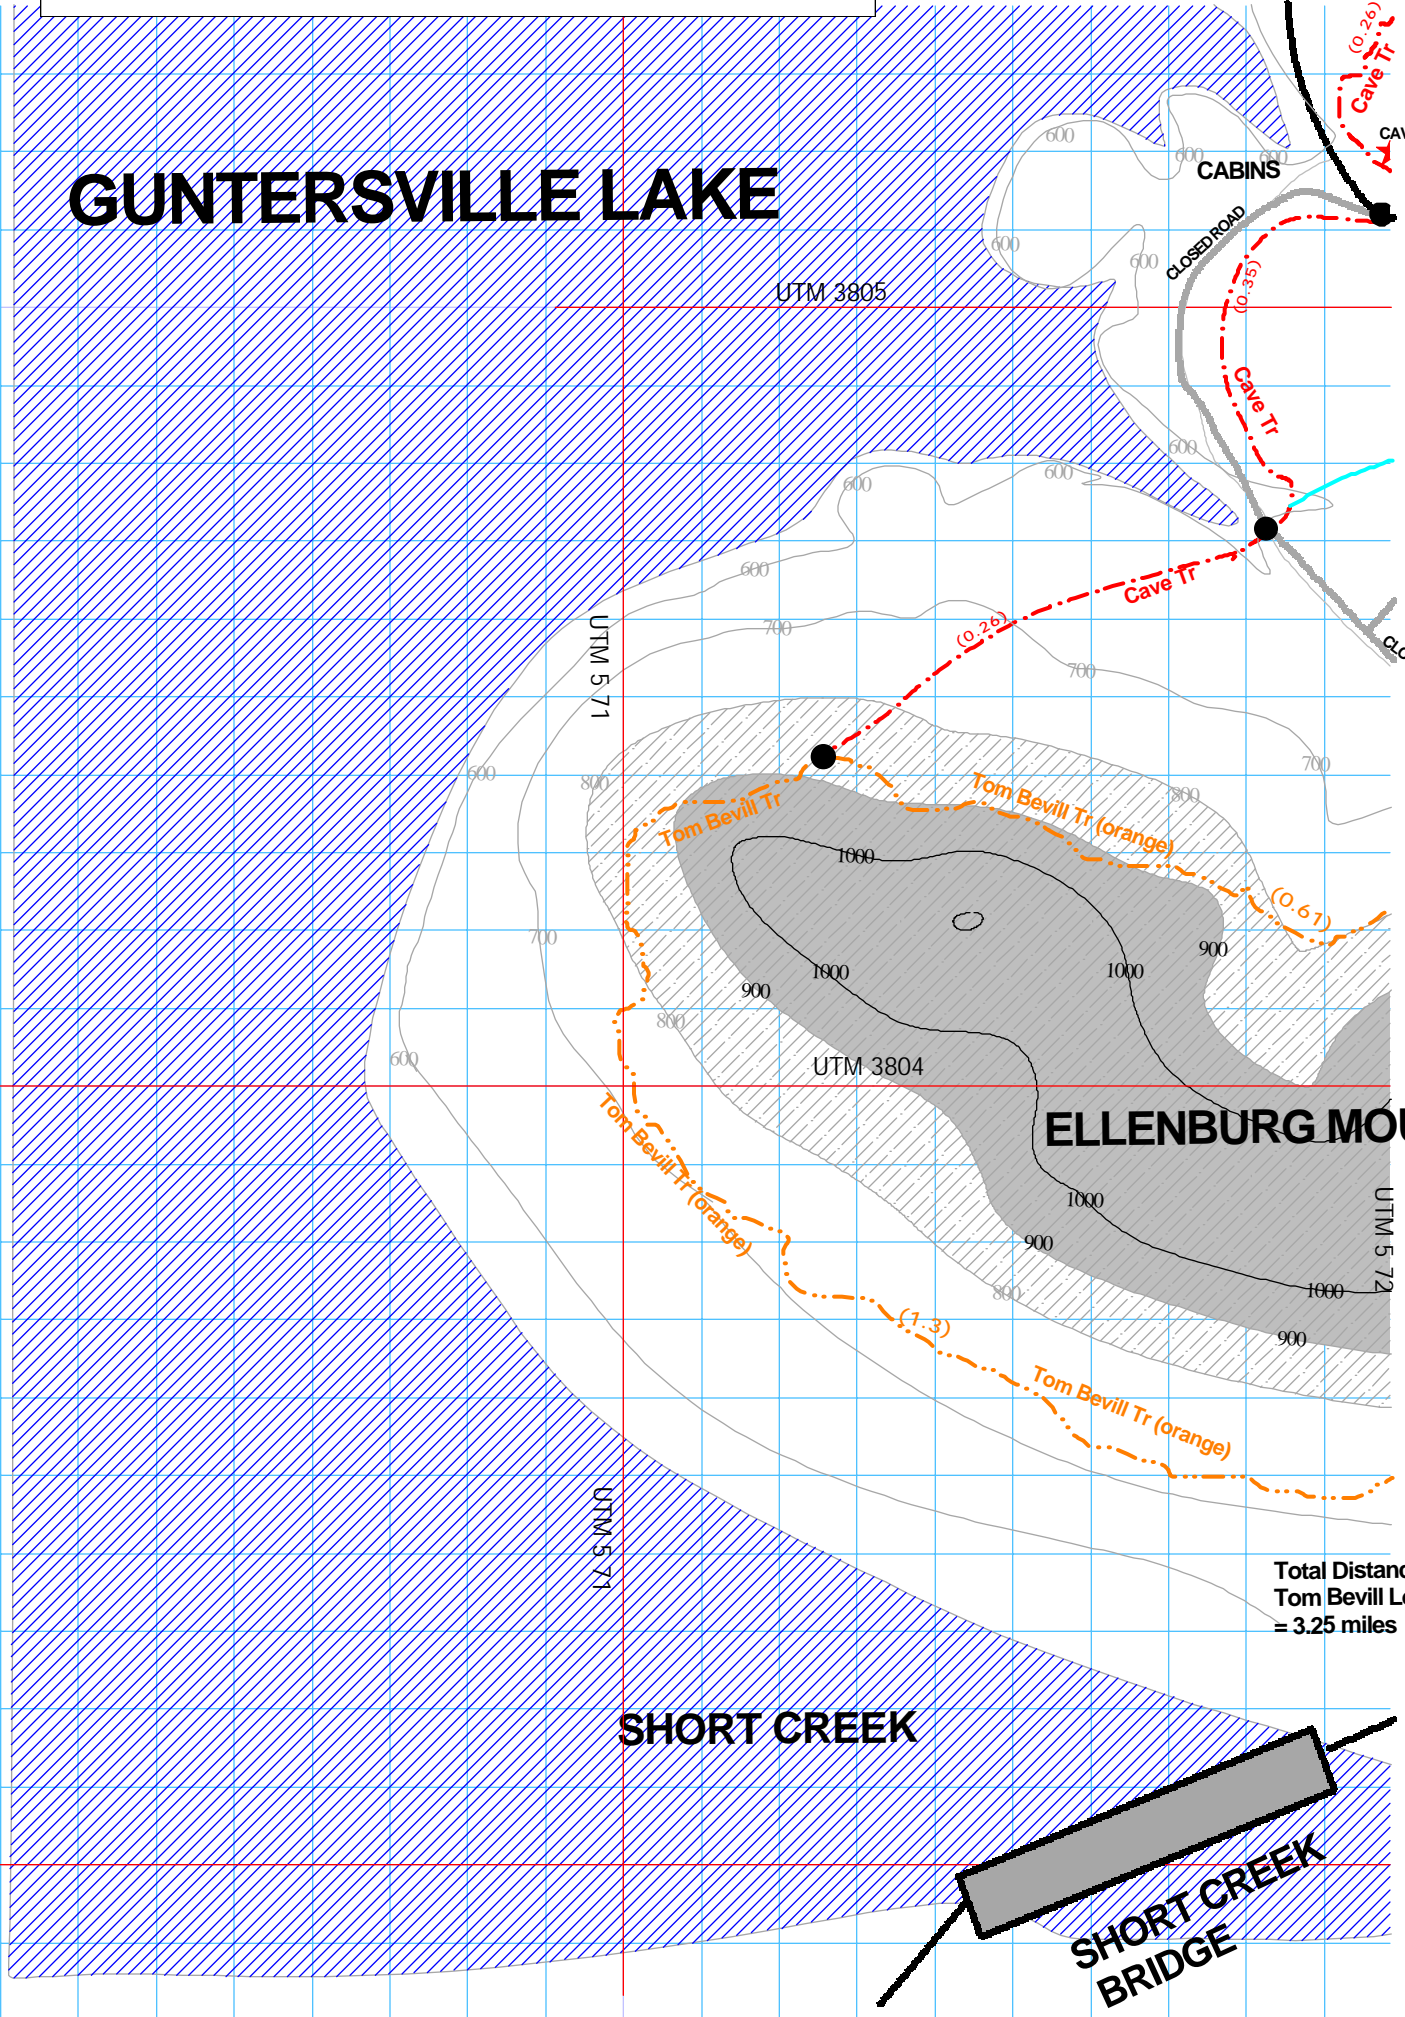 (0.26)
Cave Tr
CAV
600
600
600
CABINS
GUNTERSVILLE LAKE
CLOSED ROAD
600
600
(0.35)
UTM 3805
Cave Tr
600
600
600
600
Cave Tr
UTM 5 71
700
(0.26)
CLO
700
700
600
800
Tom Bevill Tr
Tom Bevill Tr (orange)
800
1000
(0.61)
700
900
1000
1000
900
800
600
UTM 3804
Tom Bevill Tr (orange)
ELLENBURG MOU
1000
UTM 5 72
900
800
1000
(1.3)
900
Tom Bevill Tr (orange)
UTM 5 71
Total Distanc
Tom Bevill Lo
= 3.25 miles
SHORT CREEK
SHORT CREEK
BRIDGE